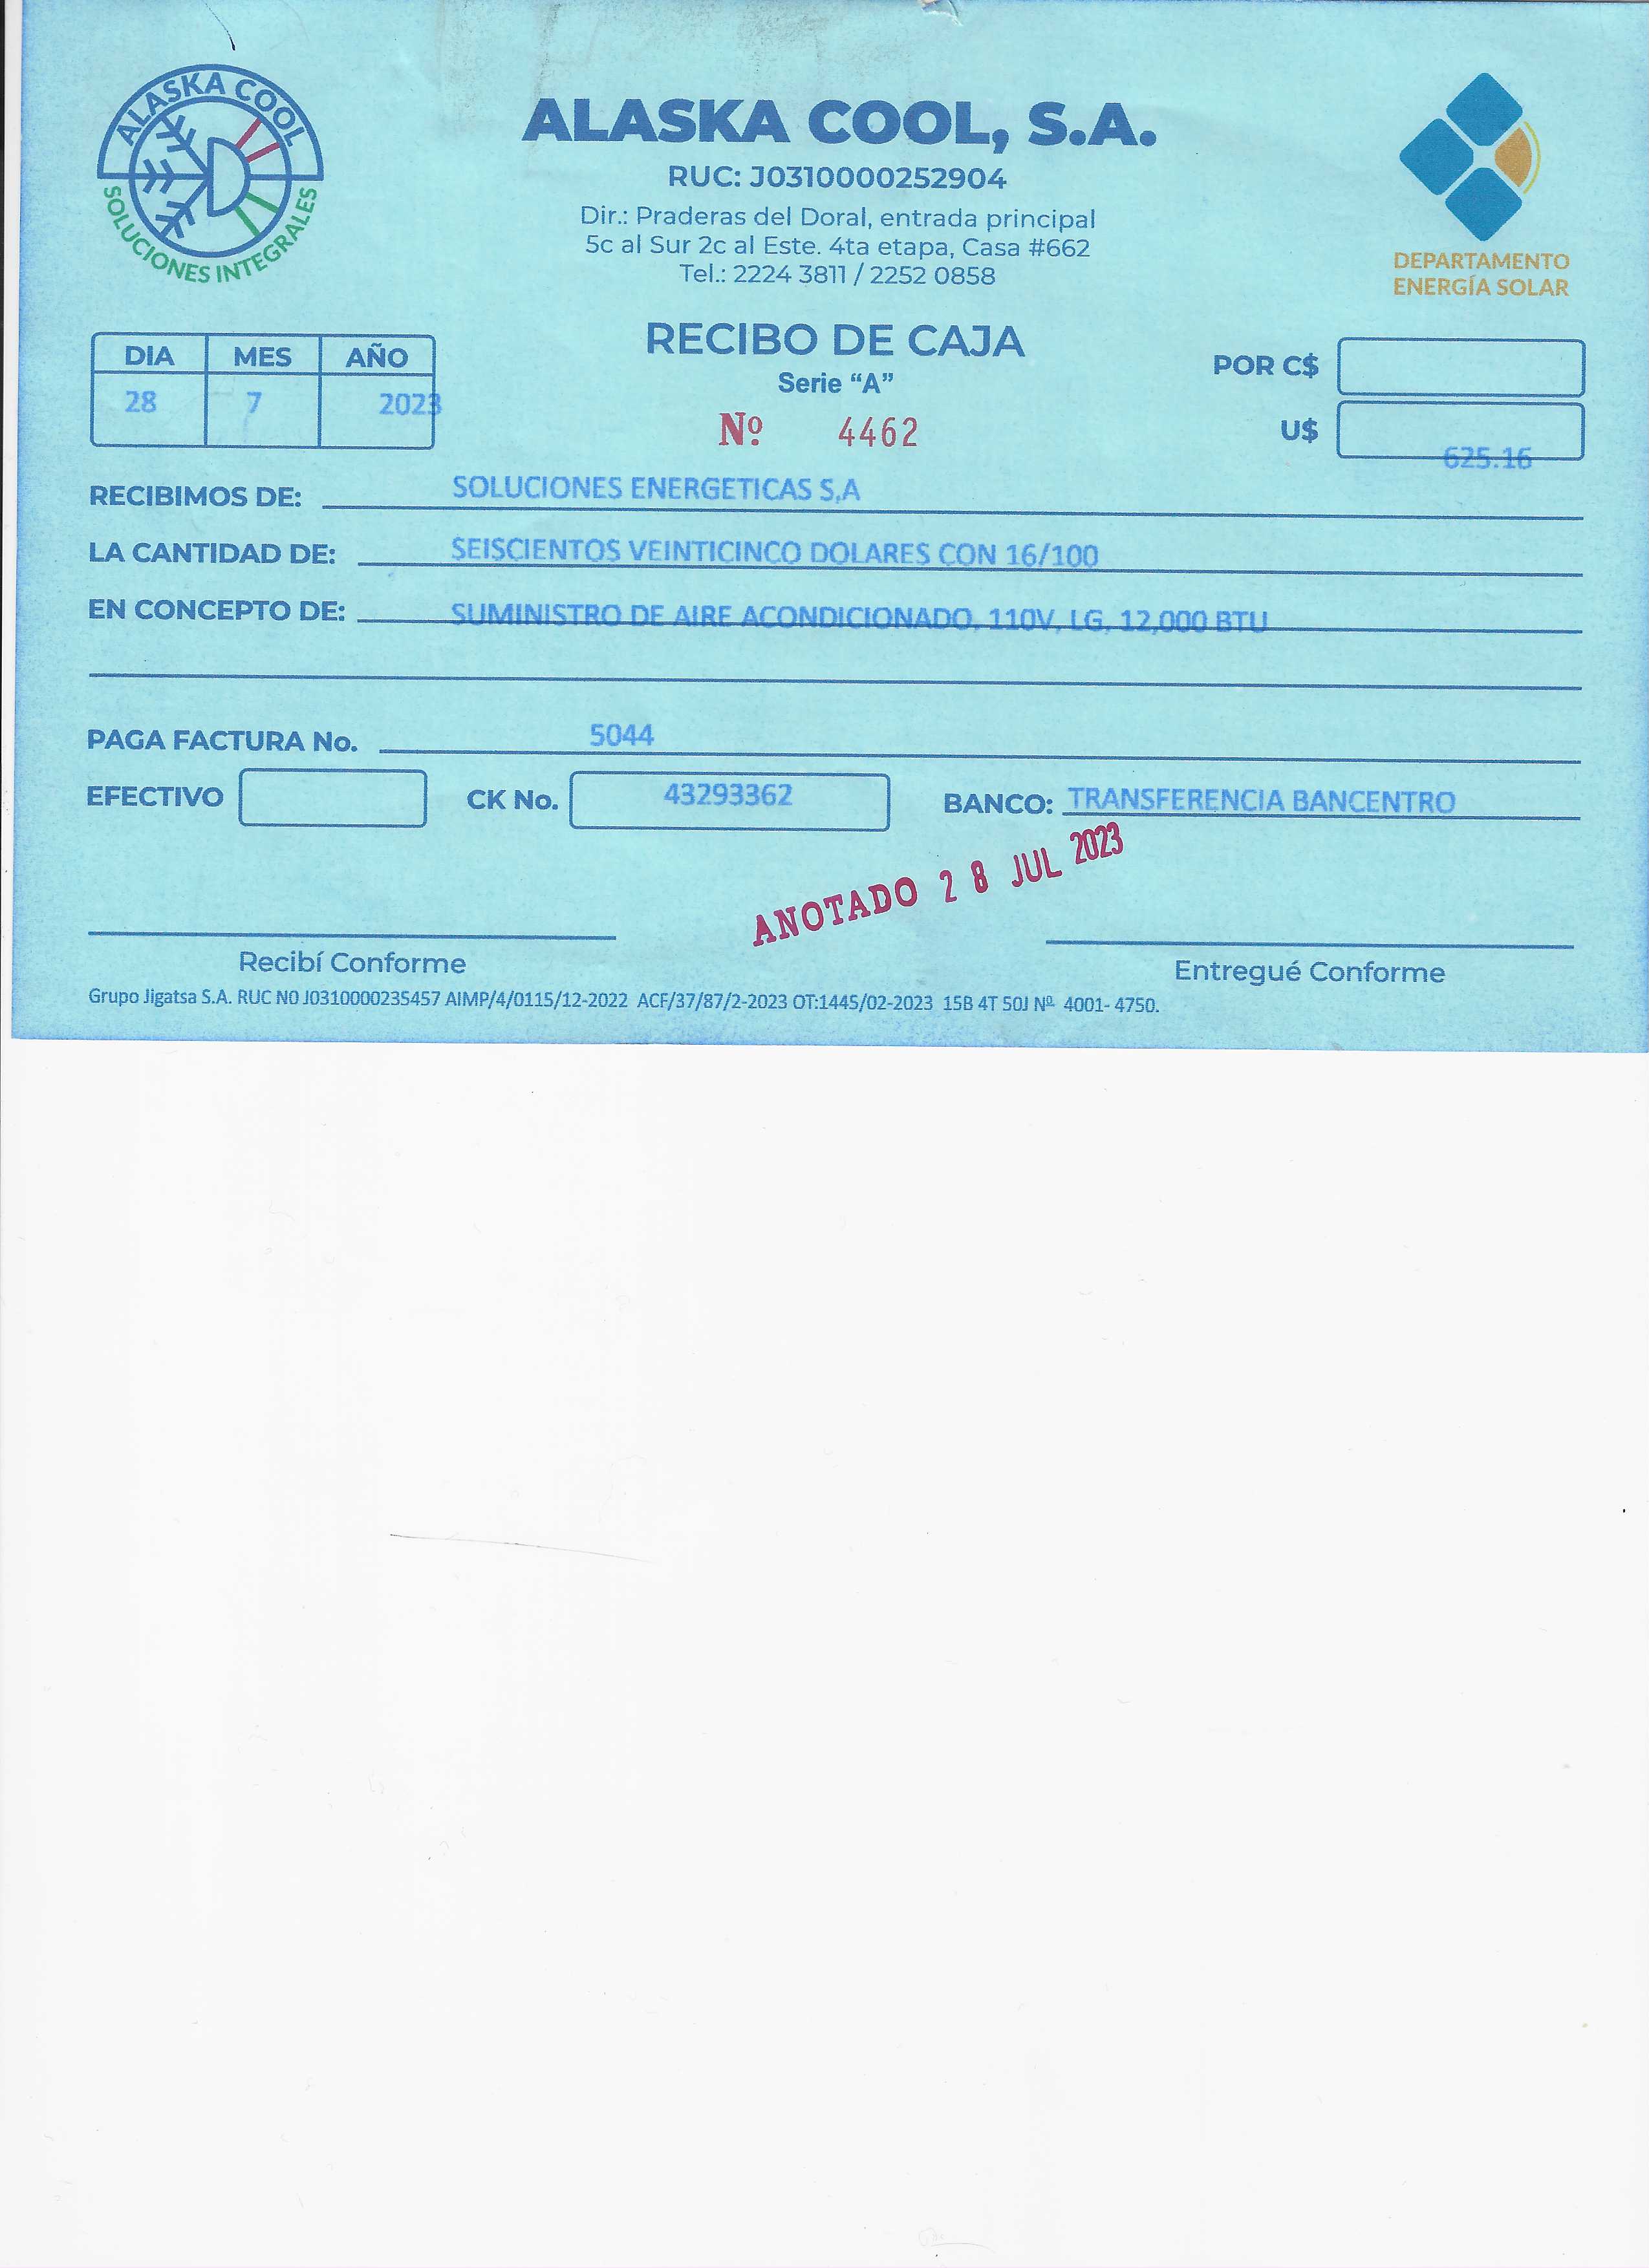 ALASKA COOL
SOLUCIONES INTEGRALES
ALASKA COOL, S.A.
RUC: J0310000252904
Dir.: Praderas del Doral, entrada principal
5c al Sur 2c al Este. 4ta etapa, Casa #662
Tel.: 2224 3811 / 2252 0858
DEPARTAMENTO
ENERGÍA SOLAR
DIA MES AÑO
28 7 2023
RECIBO DE CAJA
Serie “A”
Nº 4462
POR C$
U$ 625.16
RECIBIMOS DE: SOLUCIONES ENERGETICAS S,A
LA CANTIDAD DE: SEISCIENTOS VEINTICINCO DOLARES CON 16/100
EN CONCEPTO DE: SUMINISTRO DE AIRE ACONDICIONADO, 110V, LG, 12,000 BTU
PAGA FACTURA No. 5044
EFECTIVO CK No. 43293362 BANCO: TRANSFERENCIA BANCENTRO
ANOTADO 28 JUL 2023
Recibí Conforme Entregué Conforme
Grupo Jigatsa S.A. RUC NO J0310000235457 AIMP/4/0115/12-2022 ACF/37/87/2-2023 OT:1445/02-2023 15B 4T 50J Nº 4001- 4750.